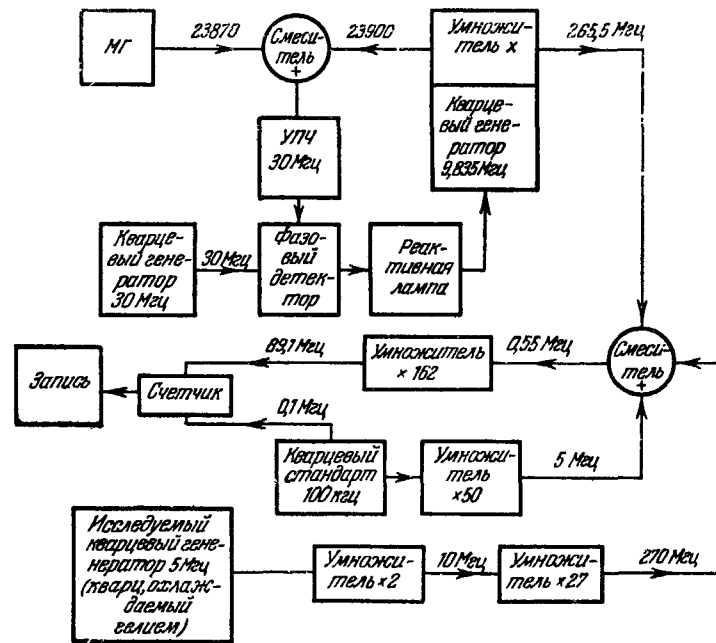 МГ
23870
Смеси-
тель
+
23900
Умножи-
тель х
265,5 Мгц
Кварце-
вый гене-
ратор
9,835 Мгц
УПЧ
30 Мгц
Кварце-
вый гене-
ратор
30 Мгц
30 Мгц
Фазо-
вый
детек-
тор
Реак-
тивная
лампа
Запись
Счетчик
89,1 Мгц
Умножитель
× 162
0,55 Мгц
Смеси-
тель
+
0,1 Мгц
Кварцевый
стандарт
100 кгц
Умножи-
тель
×50
5 Мгц
Исследуемый
кварцевый гене-
нератор 5 Мгц
(кварц, охлаж-
даемый
гелием)
Умножи-
тель ×2
10 Мгц
Умножи-
тель ×27
270 Мгц